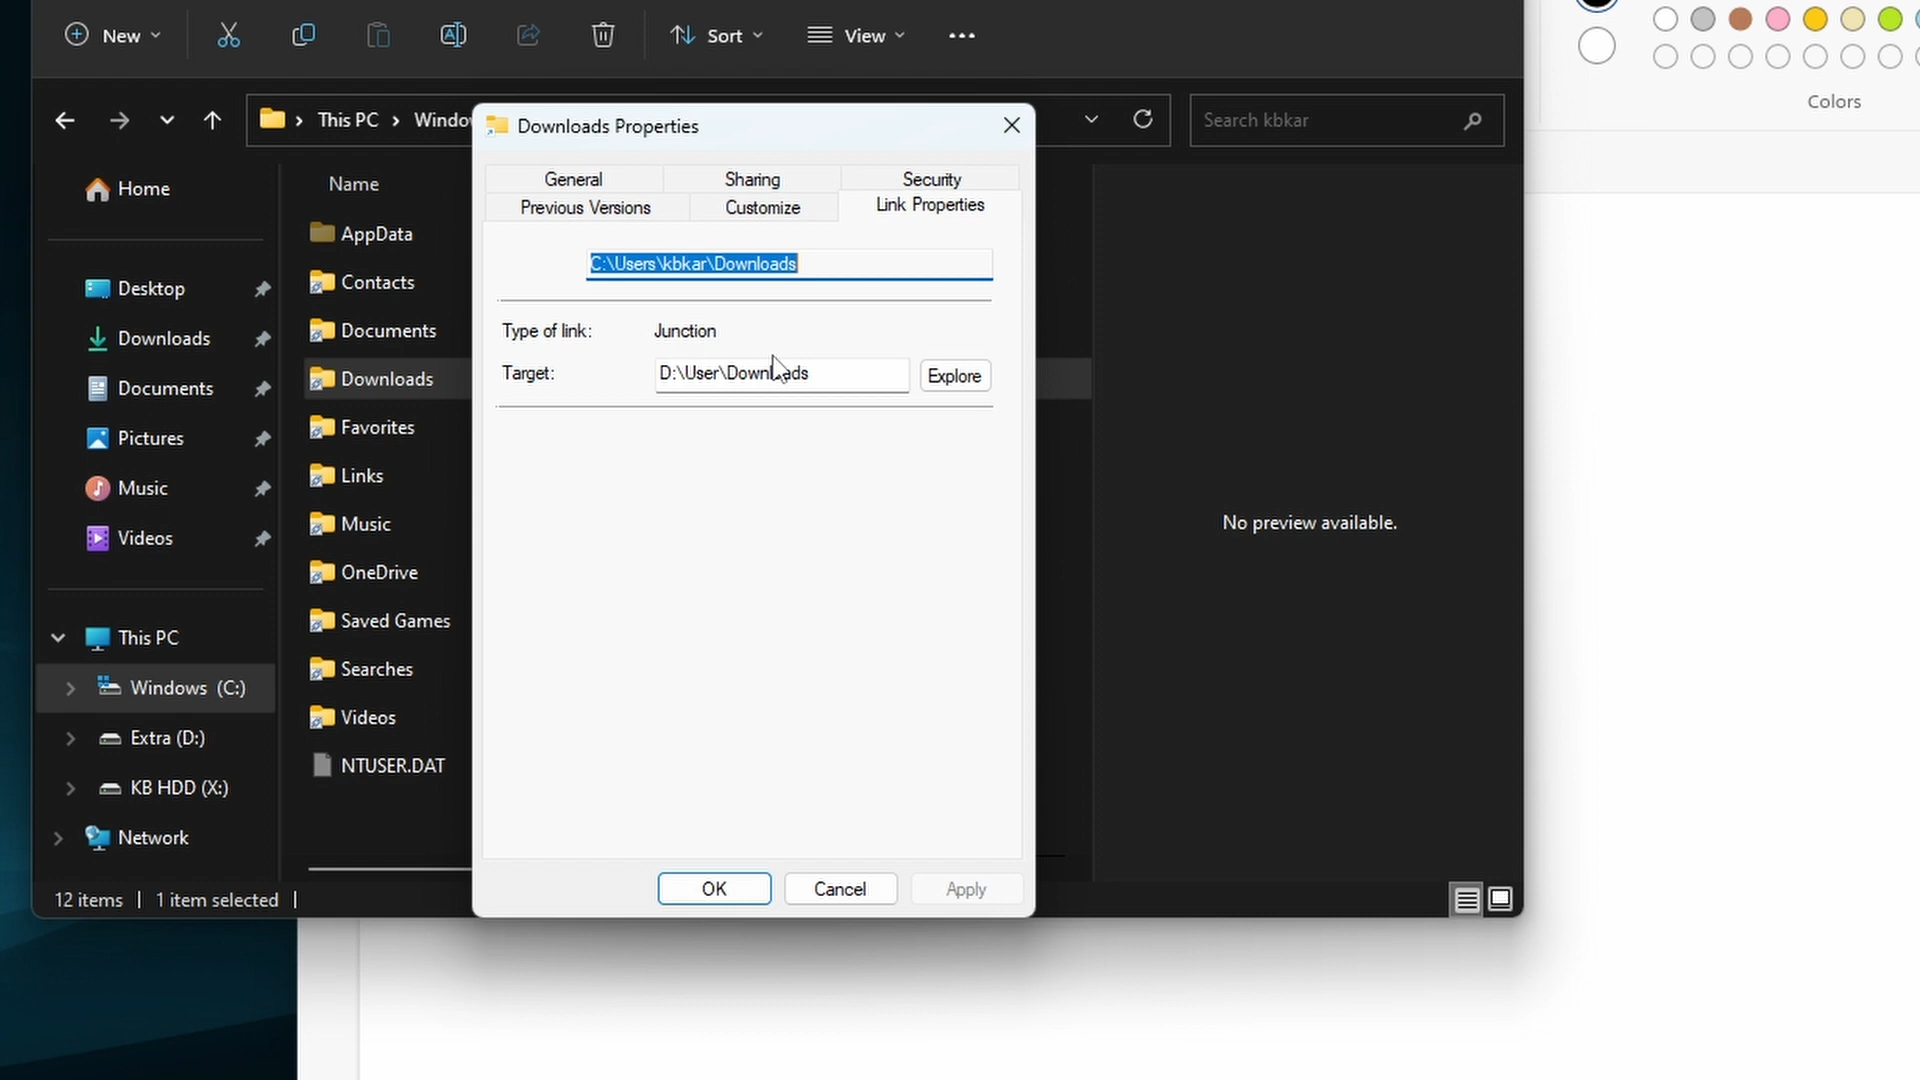 New
Sort
View
Colors
This PC
Windo
Search kbkar
Downloads Properties
General
Sharing
Security
Previous Versions
Customize
Link Properties
C:\Users\kbkar\Downloads
Type of link:
Junction
Target:
D:\User\Downloads
Explore
OK
Cancel
Apply
Home
Desktop
Downloads
Documents
Pictures
Music
Videos
This PC
Windows (C:)
Extra (D:)
KB HDD (X:)
Network
Name
AppData
Contacts
Documents
Downloads
Favorites
Links
Music
OneDrive
Saved Games
Searches
Videos
NTUSER.DAT
No preview available.
12 items
1 item selected